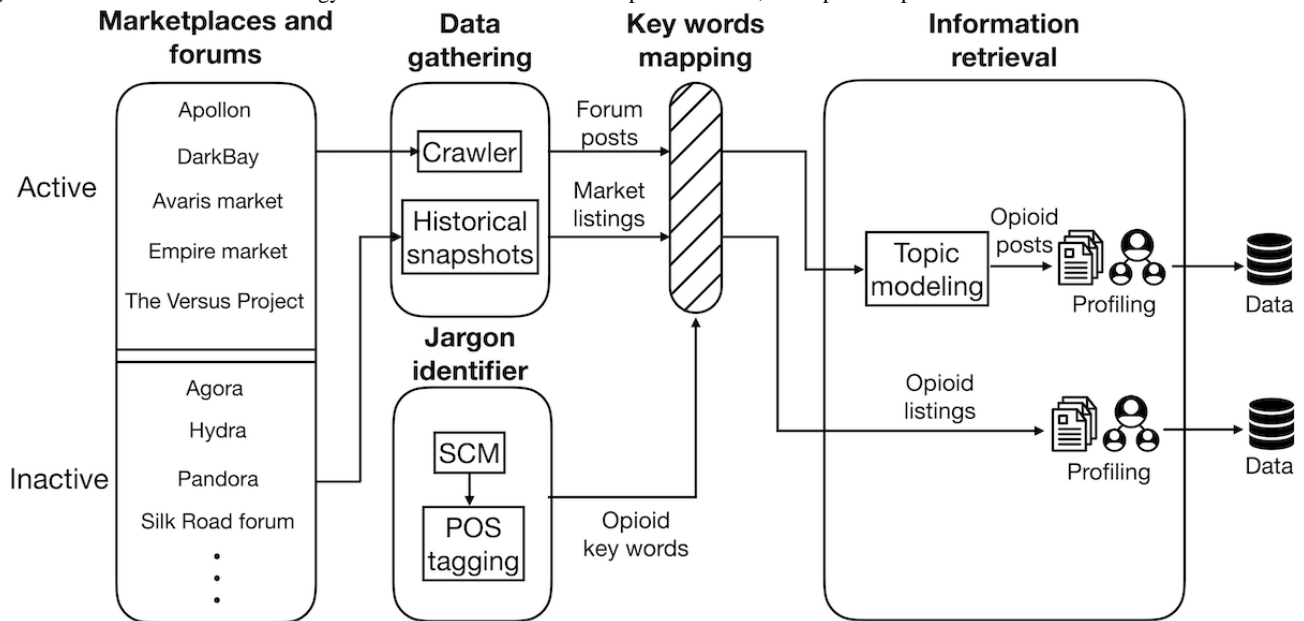 Marketplaces and
forums
Data
gathering
Key words
mapping
Information
retrieval
Active
Apollon
DarkBay
Avaris market
Empire market
The Versus Project
Inactive
Agora
Hydra
Pandora
Silk Road forum
Crawler
Historical
snapshots
Forum
posts
Market
listings
Jargon
identifier
SCM
POS
tagging
Opioid
key words
Topic
modeling
Opioid
posts
Profiling
Data
Opioid
listings
Profiling
Data